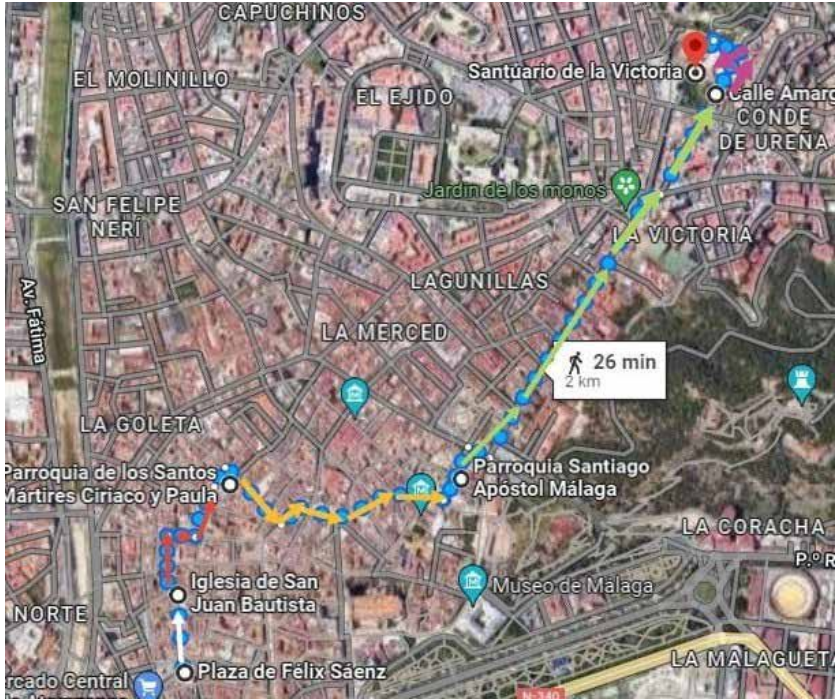 CAPUCHINOS
EL MOLINILLO
EL EJIDO
Santuario de la Victoria
Calle Amarg
CONDE
DE UREÑA
Jardin de los monos
SAN FELIPE
NERI
LA VICTORIA
Av. Fátima
LAGUNILLAS
LA MERCED
26 min
2 km
LA GOLETA
Parroquia de los Santos
Mártires Ciriaco y Paula
Parroquia Santiago
Apóstol Málaga
LA CORACHA
P.º R
Iglesia de San
Juan Bautista
Museo de Málaga
NORTE
LA MALAGUETA
Plaza de Félix Sáenz
ercado Central
N-340